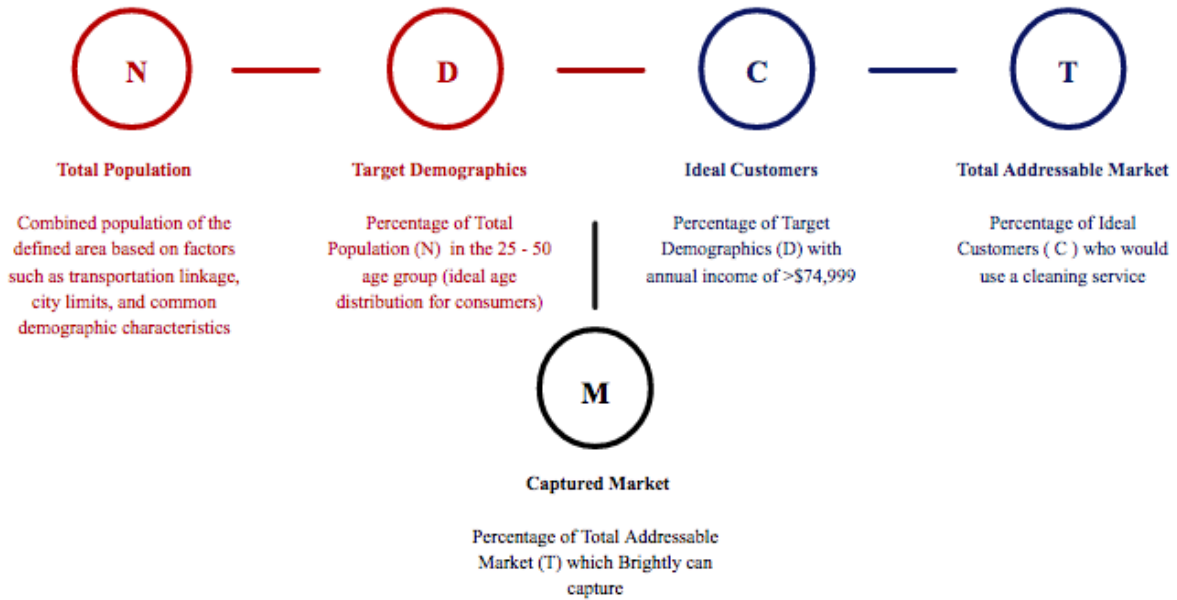 N
D
C
T
Total Population
Combined population of the
defined area based on factors
such as transportation linkage,
city limits, and common
demographic characteristics
Target Demographics
Percentage of Total
Population (N) in the 25 - 50
age group (ideal age
distribution for consumers)
Ideal Customers
Percentage of Target
Demographics (D) with
annual income of >$74,999
Total Addressable Market
Percentage of Ideal
Customers ( C ) who would
use a cleaning service
M
Captured Market
Percentage of Total Addressable
Market (T) which Brightly can
capture